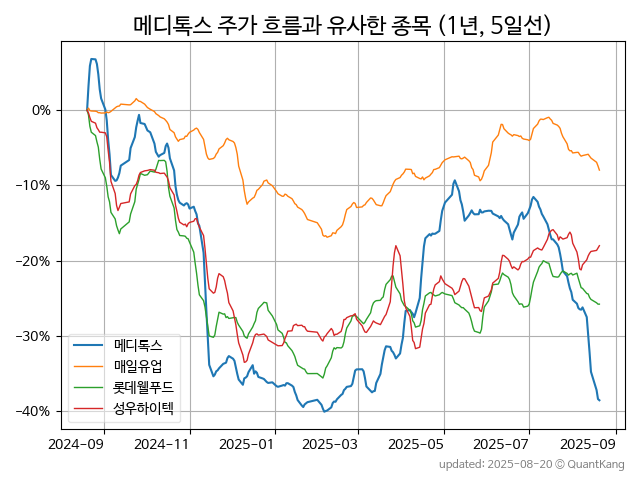 메디톡스 주가 흐름과 유사한 종목 (1년, 5일선)
0%
−10%
−20%
−30%
−40%
메디톡스
매일유업
롯데웰푸드
성우하이텍
2024-09 2024-11 2025-01 2025-03 2025-05 2025-07 2025-09
updated: 2025-08-20 © QuantKang